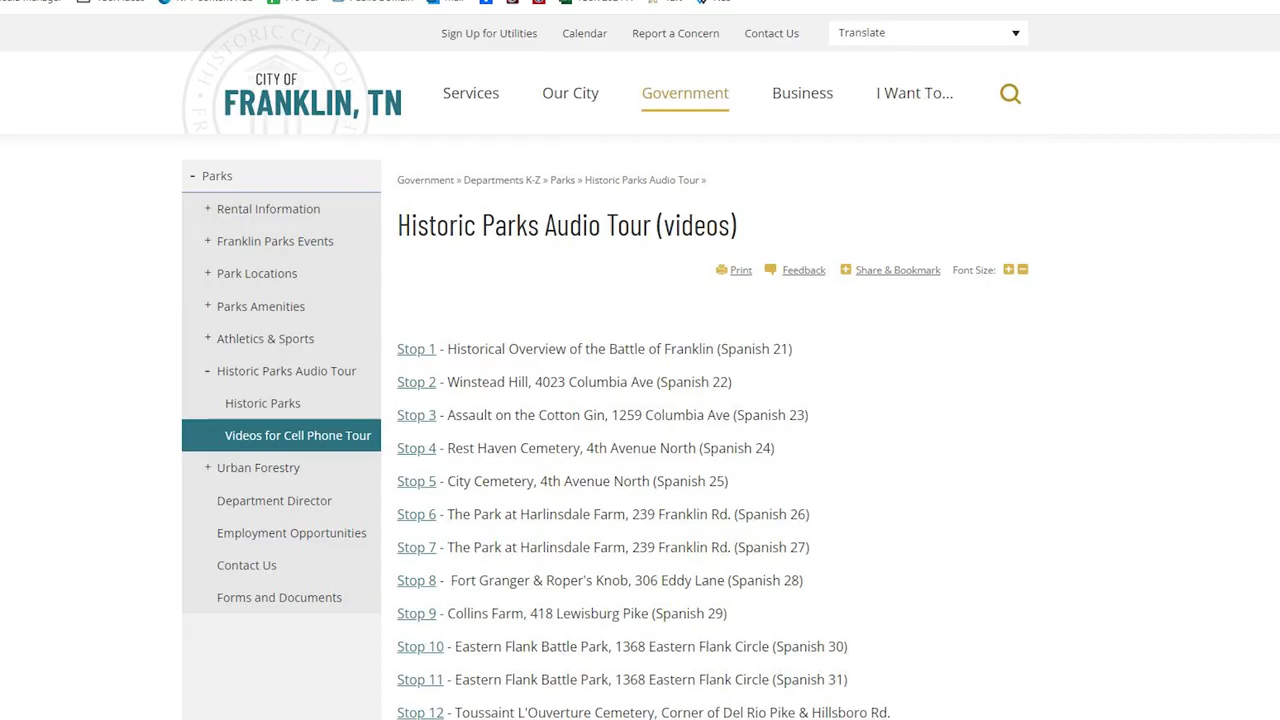 Sign Up for Utilities Calendar Report a Concern Contact Us Translate
CITY OF
FRANKLIN, TN
Services Our City Government Business I Want To...
Parks
Rental Information
Franklin Parks Events
Park Locations
Parks Amenities
Athletics & Sports
Historic Parks Audio Tour
Historic Parks
Videos for Cell Phone Tour
Urban Forestry
Department Director
Employment Opportunities
Contact Us
Forms and Documents
Government » Departments K-Z » Parks » Historic Parks Audio Tour »
Historic Parks Audio Tour (videos)
Print Feedback Share & Bookmark Font Size:
Stop 1 - Historical Overview of the Battle of Franklin (Spanish 21)
Stop 2 - Winstead Hill, 4023 Columbia Ave (Spanish 22)
Stop 3 - Assault on the Cotton Gin, 1259 Columbia Ave (Spanish 23)
Stop 4 - Rest Haven Cemetery, 4th Avenue North (Spanish 24)
Stop 5 - City Cemetery, 4th Avenue North (Spanish 25)
Stop 6 - The Park at Harlinsdale Farm, 239 Franklin Rd. (Spanish 26)
Stop 7 - The Park at Harlinsdale Farm, 239 Franklin Rd. (Spanish 27)
Stop 8 - Fort Granger & Roper's Knob, 306 Eddy Lane (Spanish 28)
Stop 9 - Collins Farm, 418 Lewisburg Pike (Spanish 29)
Stop 10 - Eastern Flank Battle Park, 1368 Eastern Flank Circle (Spanish 30)
Stop 11 - Eastern Flank Battle Park, 1368 Eastern Flank Circle (Spanish 31)
Stop 12 - Toussaint L'Ouverture Cemetery, Corner of Del Rio Pike & Hillsboro Rd.